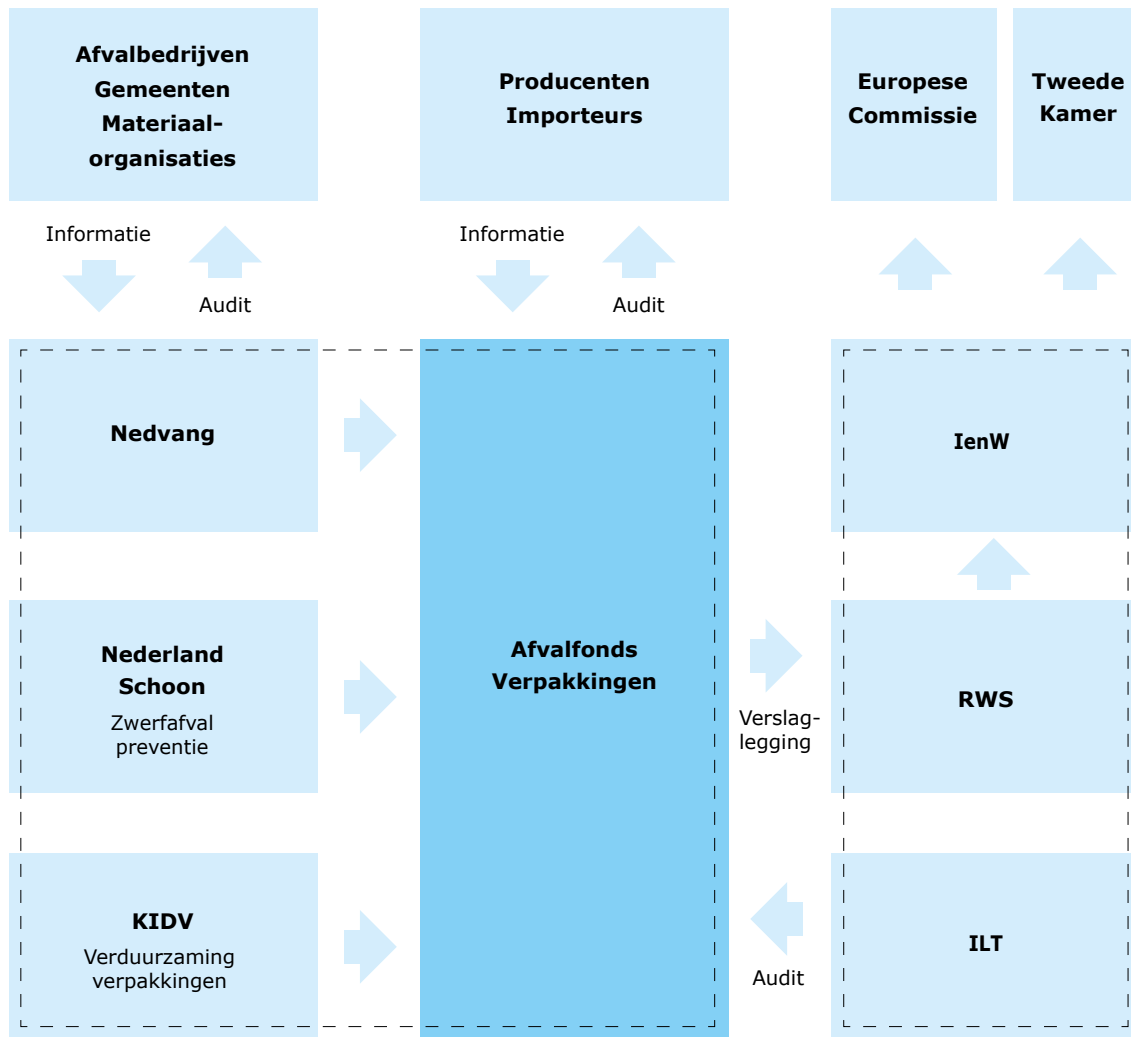 Afvalbedrijven
Gemeenten
Materiaal-
organisaties
Producenten
Importeurs
Europese
Commissie
Tweede
Kamer
Informatie
Audit
Informatie
Audit
Nedvang
IenW
Nederland
Schoon
Zwerfafval
preventie
Afvalfonds
Verpakkingen
Verslag-
legging
RWS
KIDV
Verduurzaming
verpakkingen
Audit
ILT